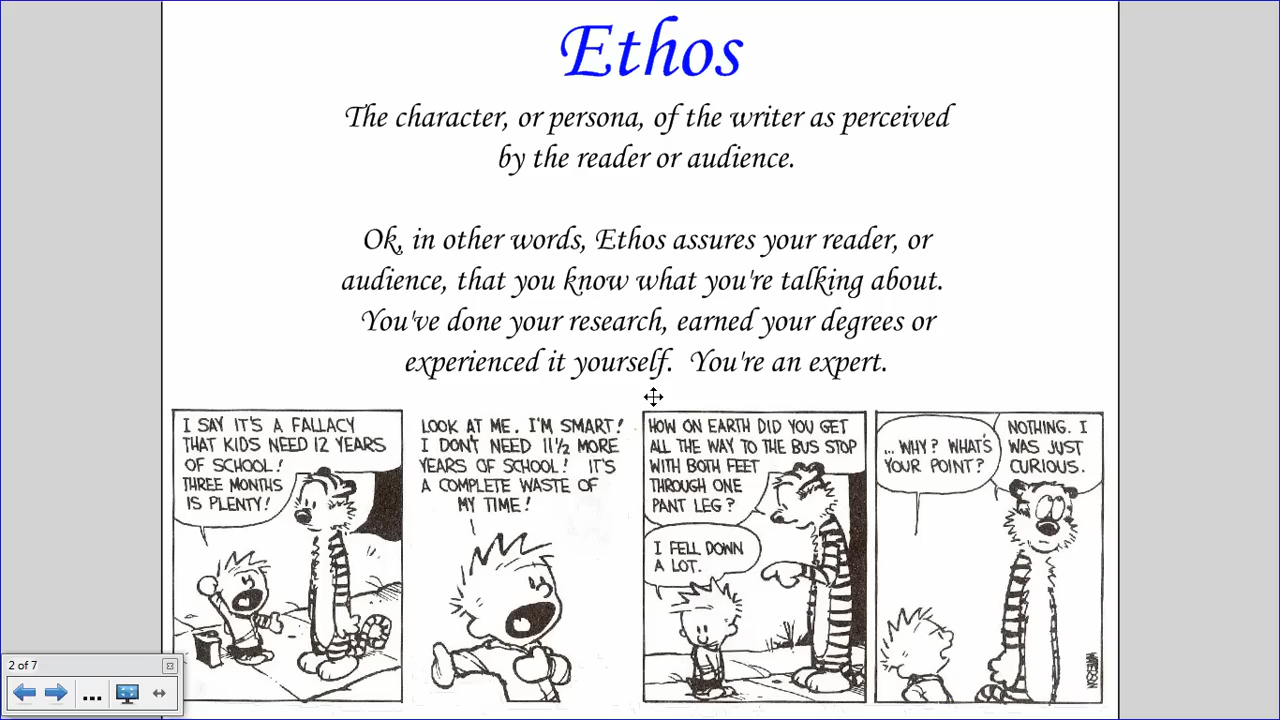 Ethos
The character, or persona, of the writer as perceived
by the reader or audience.
Ok, in other words, Ethos assures your reader, or
audience, that you know what you're talking about.
You've done your research, earned your degrees or
experienced it yourself.  You're an expert.
I SAY IT'S A FALLACY
THAT KIDS NEED 12 YEARS
OF SCHOOL!
THREE MONTHS
IS PLENTY!
LOOK AT ME. I'M SMART!
I DON'T NEED 11½ MORE
YEARS OF SCHOOL! IT'S
A COMPLETE WASTE OF
MY TIME!
HOW ON EARTH DID YOU GET
ALL THE WAY TO THE BUS STOP
WITH BOTH FEET
THROUGH ONE
PANT LEG?
I FELL DOWN
A LOT.
...WHY? WHAT'S
YOUR POINT?
NOTHING. I
WAS JUST
CURIOUS.
WATTERSON
2 of 7
...